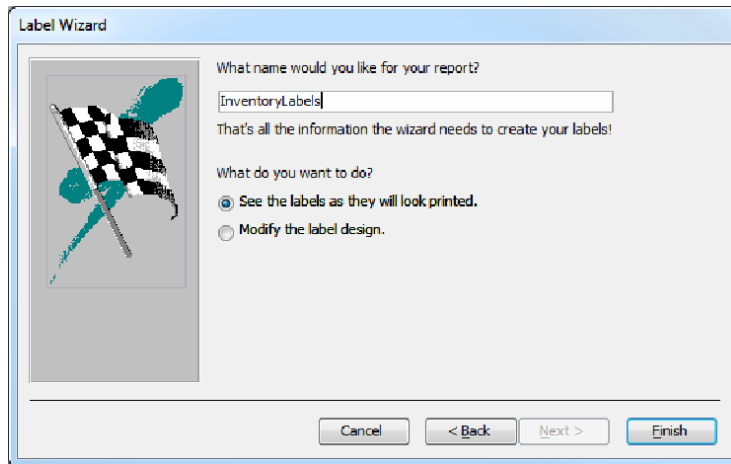 Label Wizard
What name would you like for your report?
InventoryLabels
That's all the information the wizard needs to create your labels!
What do you want to do?
See the labels as they will look printed.
Modify the label design.
Cancel
< Back
Next >
Finish